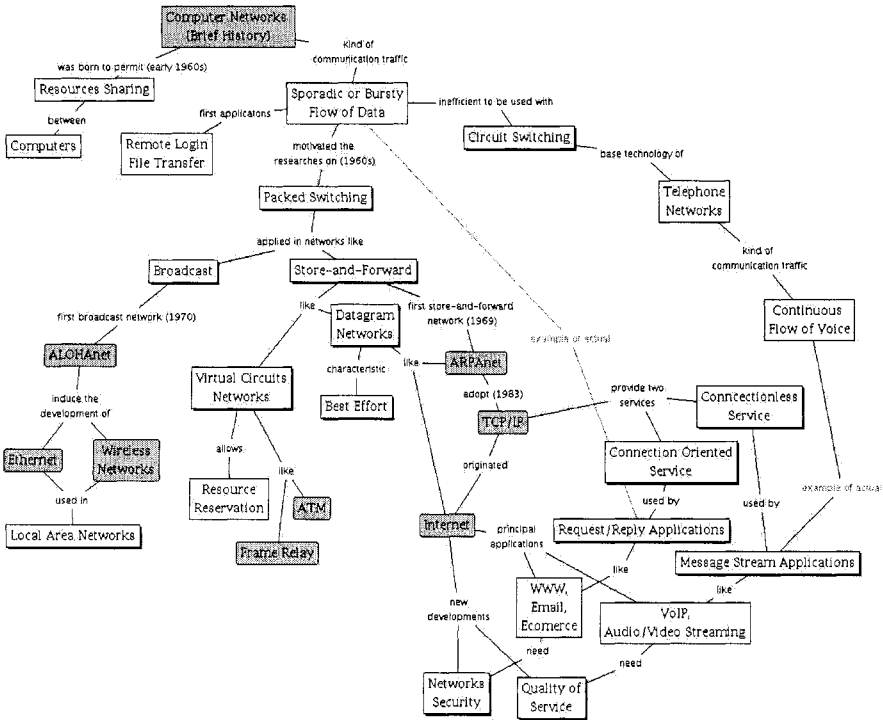 Computer Networks
(Brief History)
kind of
communication traffic
was born to permit (early 1960s)
Resources Sharing
Sporadic or Bursty
Flow of Data
inefficient to be used with
first applicatons
between
Circuit Switching
Computers
Remote Login
File Transfer
motivated the
researches on (1960s)
base technology of
Packed Switching
Telephone
Networks
applied in networks like
kind of
communication traffic
Broadcast
Store-and-Forward
like
first store-and-forward
network (1969)
Datagram
Networks
Continuous
Flow of Voice
first broadcast network (1970)
example of actual
ALOHAnet
like
ARPAnet
characteristic
Virtual Circuits
Networks
adopt (1983)
provide two
services
Conncectionless
Service
induce the
development of
Best Effort
TCP/IP
Ethernet
Wireless
Networks
allows
Connection Oriented
Service
like
originated
used in
Resource
Reservation
ATM
used by
used by
example of actual
Local Area Networks
Internet
principal
applications
Request/Reply Applications
Frame Relay
Message Stream Applications
like
like
WWW,
Email,
Ecomerce
new
developments
VoIP,
Audio/Video Streaming
need
need
Networks
Security
Quality of
Service